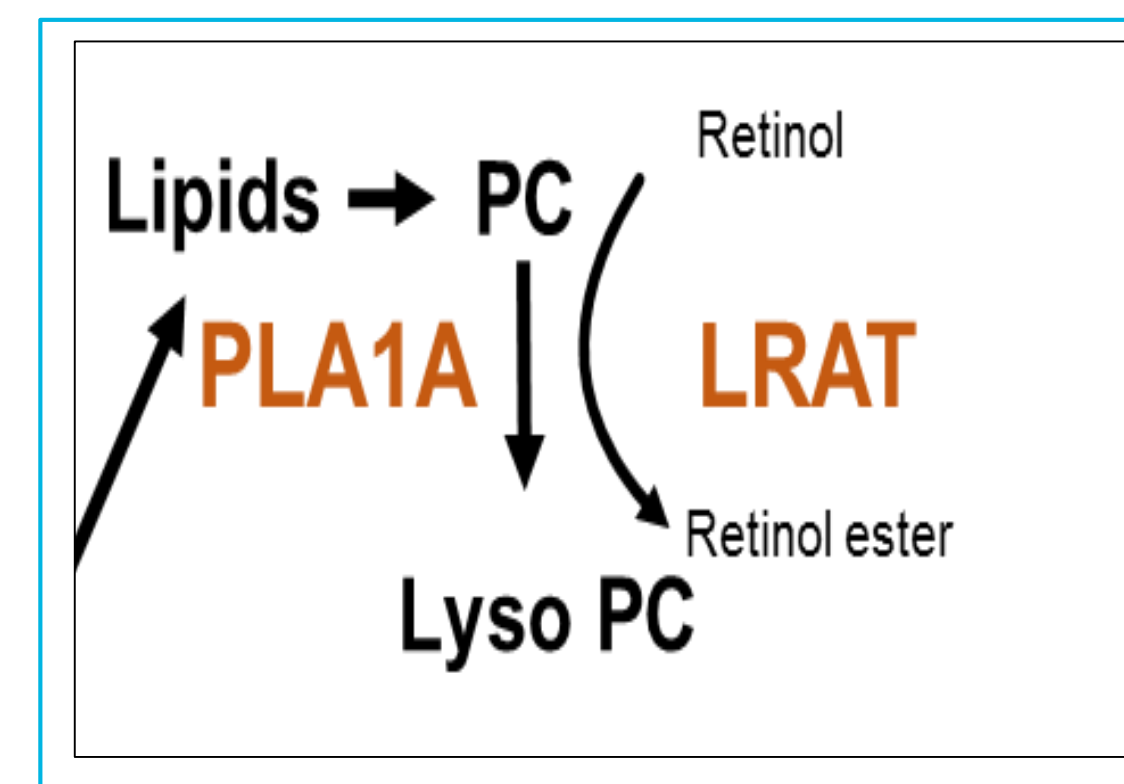 Retinol
Lipids PC
PLA1A LRAT
Retinol ester
Lyso PC